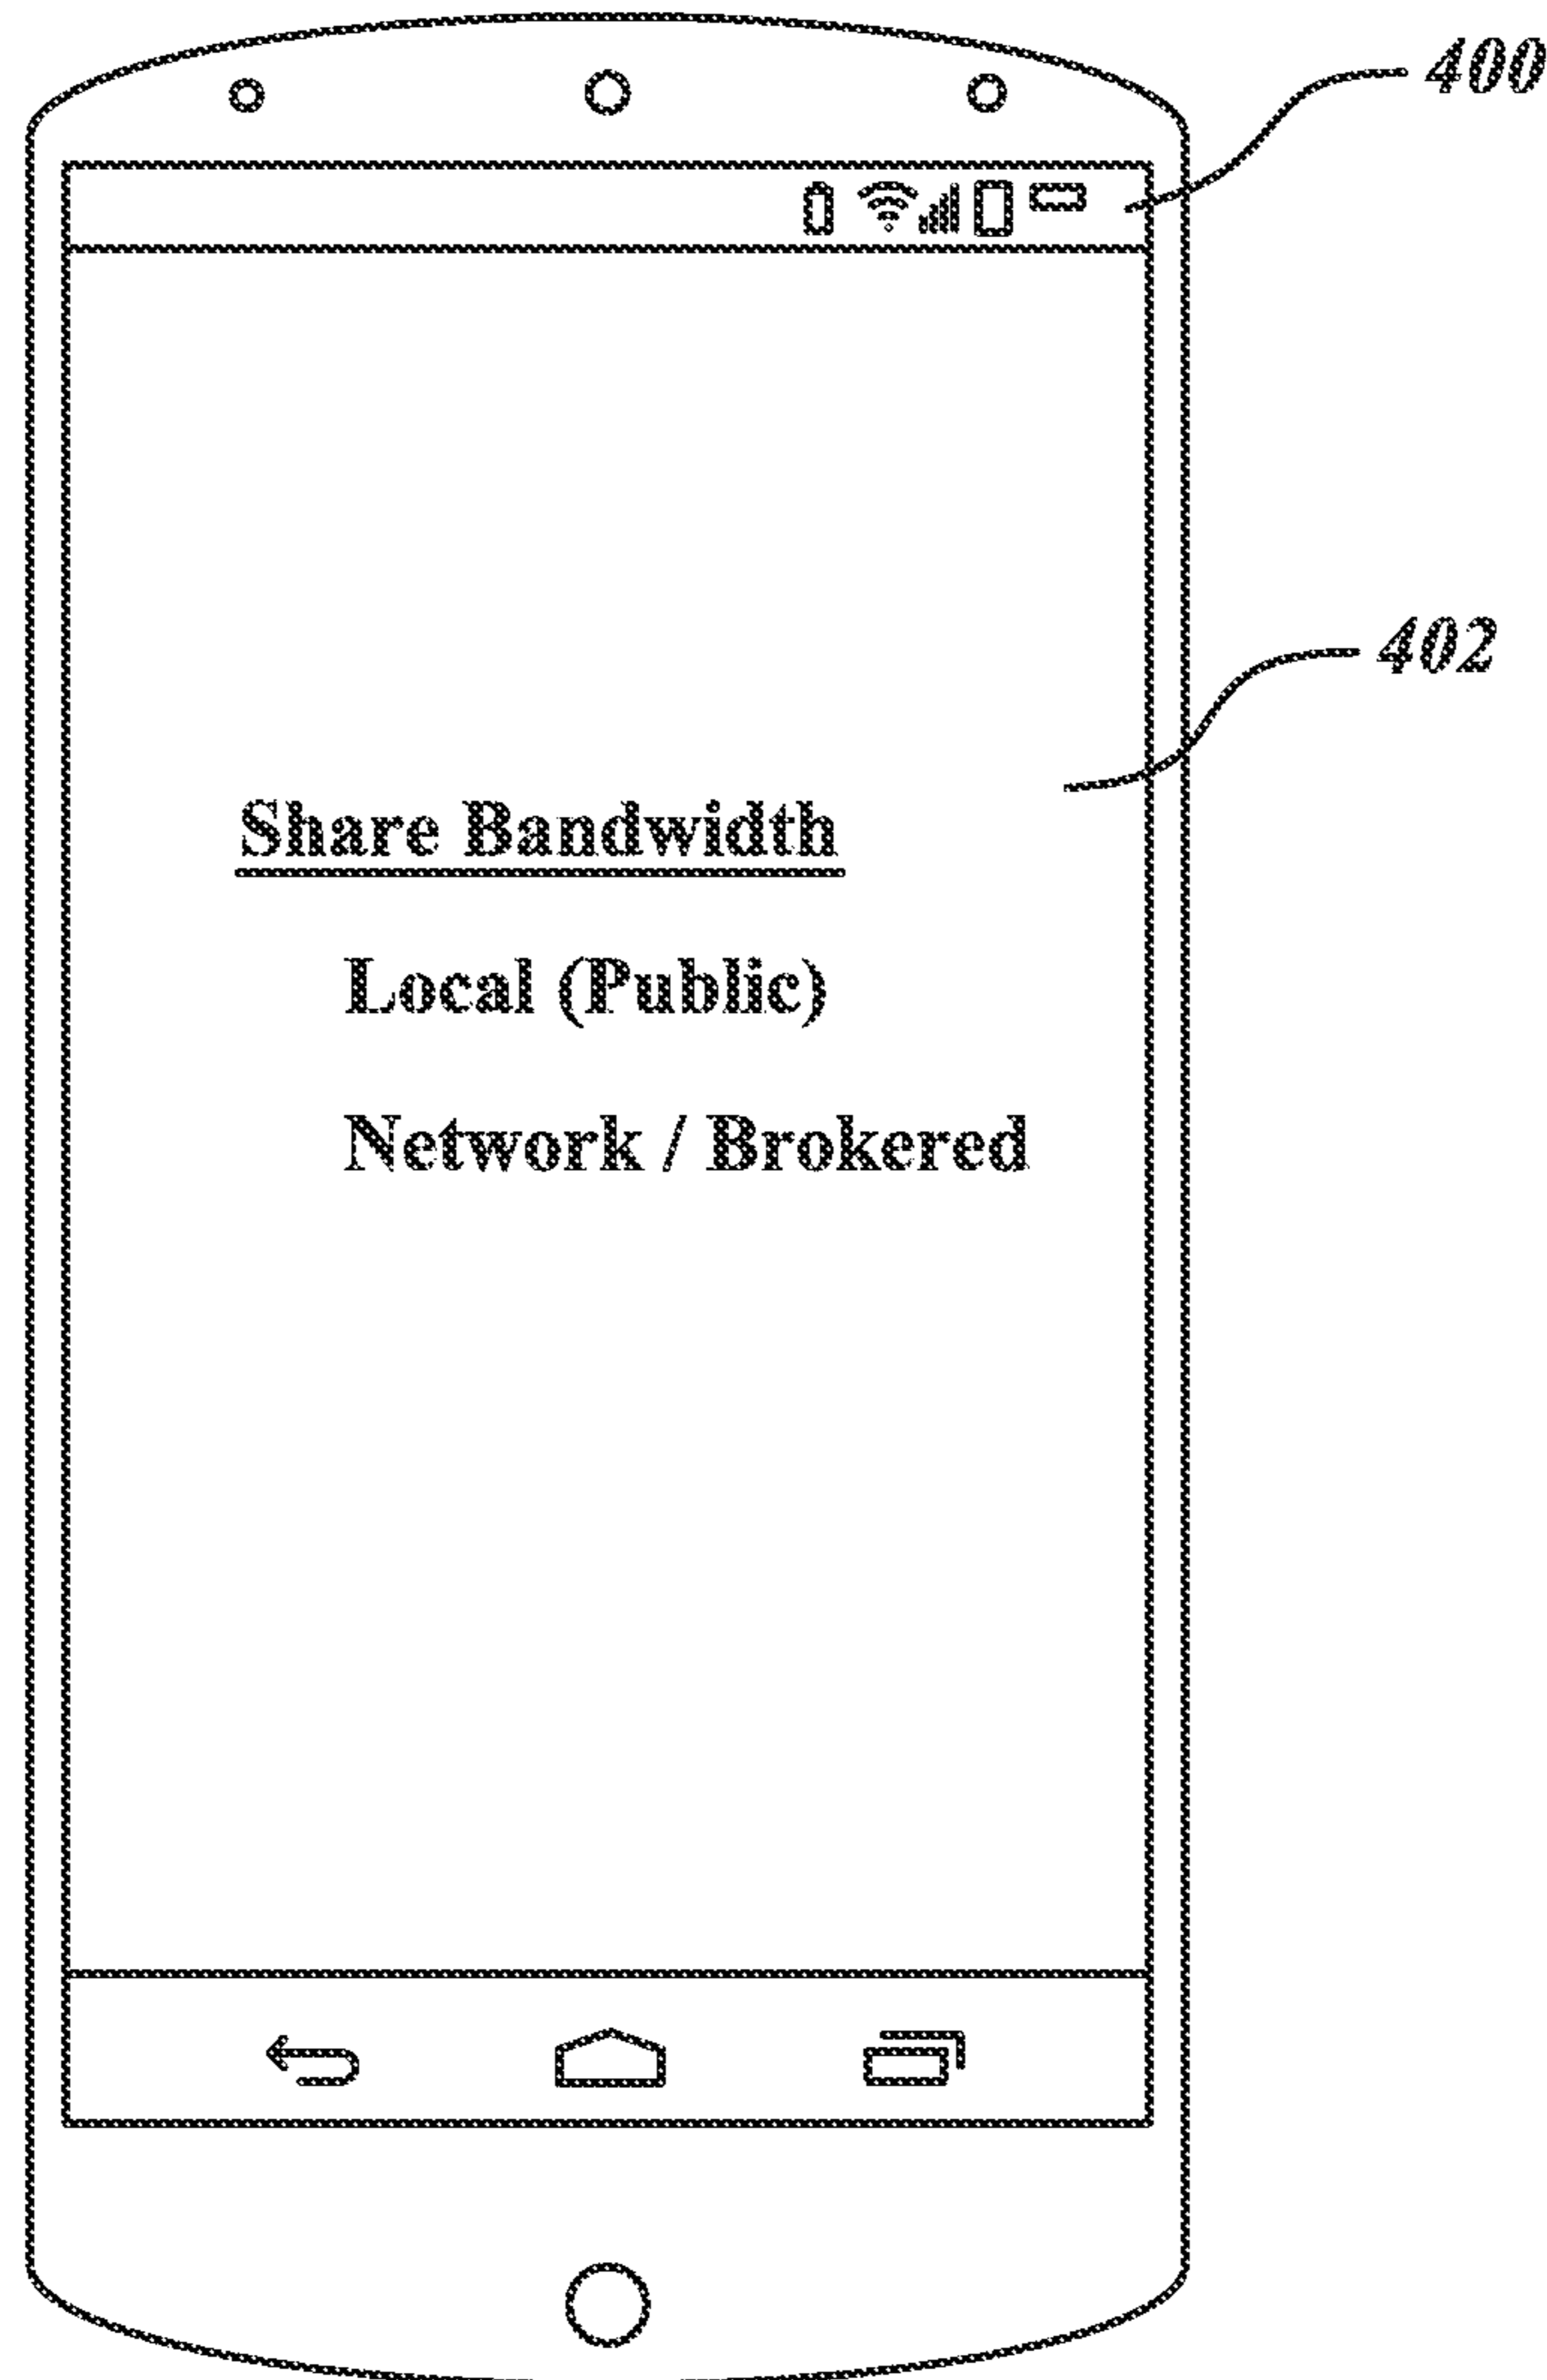 400
402
Share Bandwidth
Local (Public)
Network / Brokered